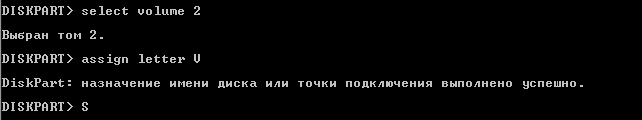 DISKPART> select volume 2
Выбран том 2.
DISKPART> assign letter V
DiskPart: назначение имени диска или точки подключения выполнено успешно.
DISKPART> S